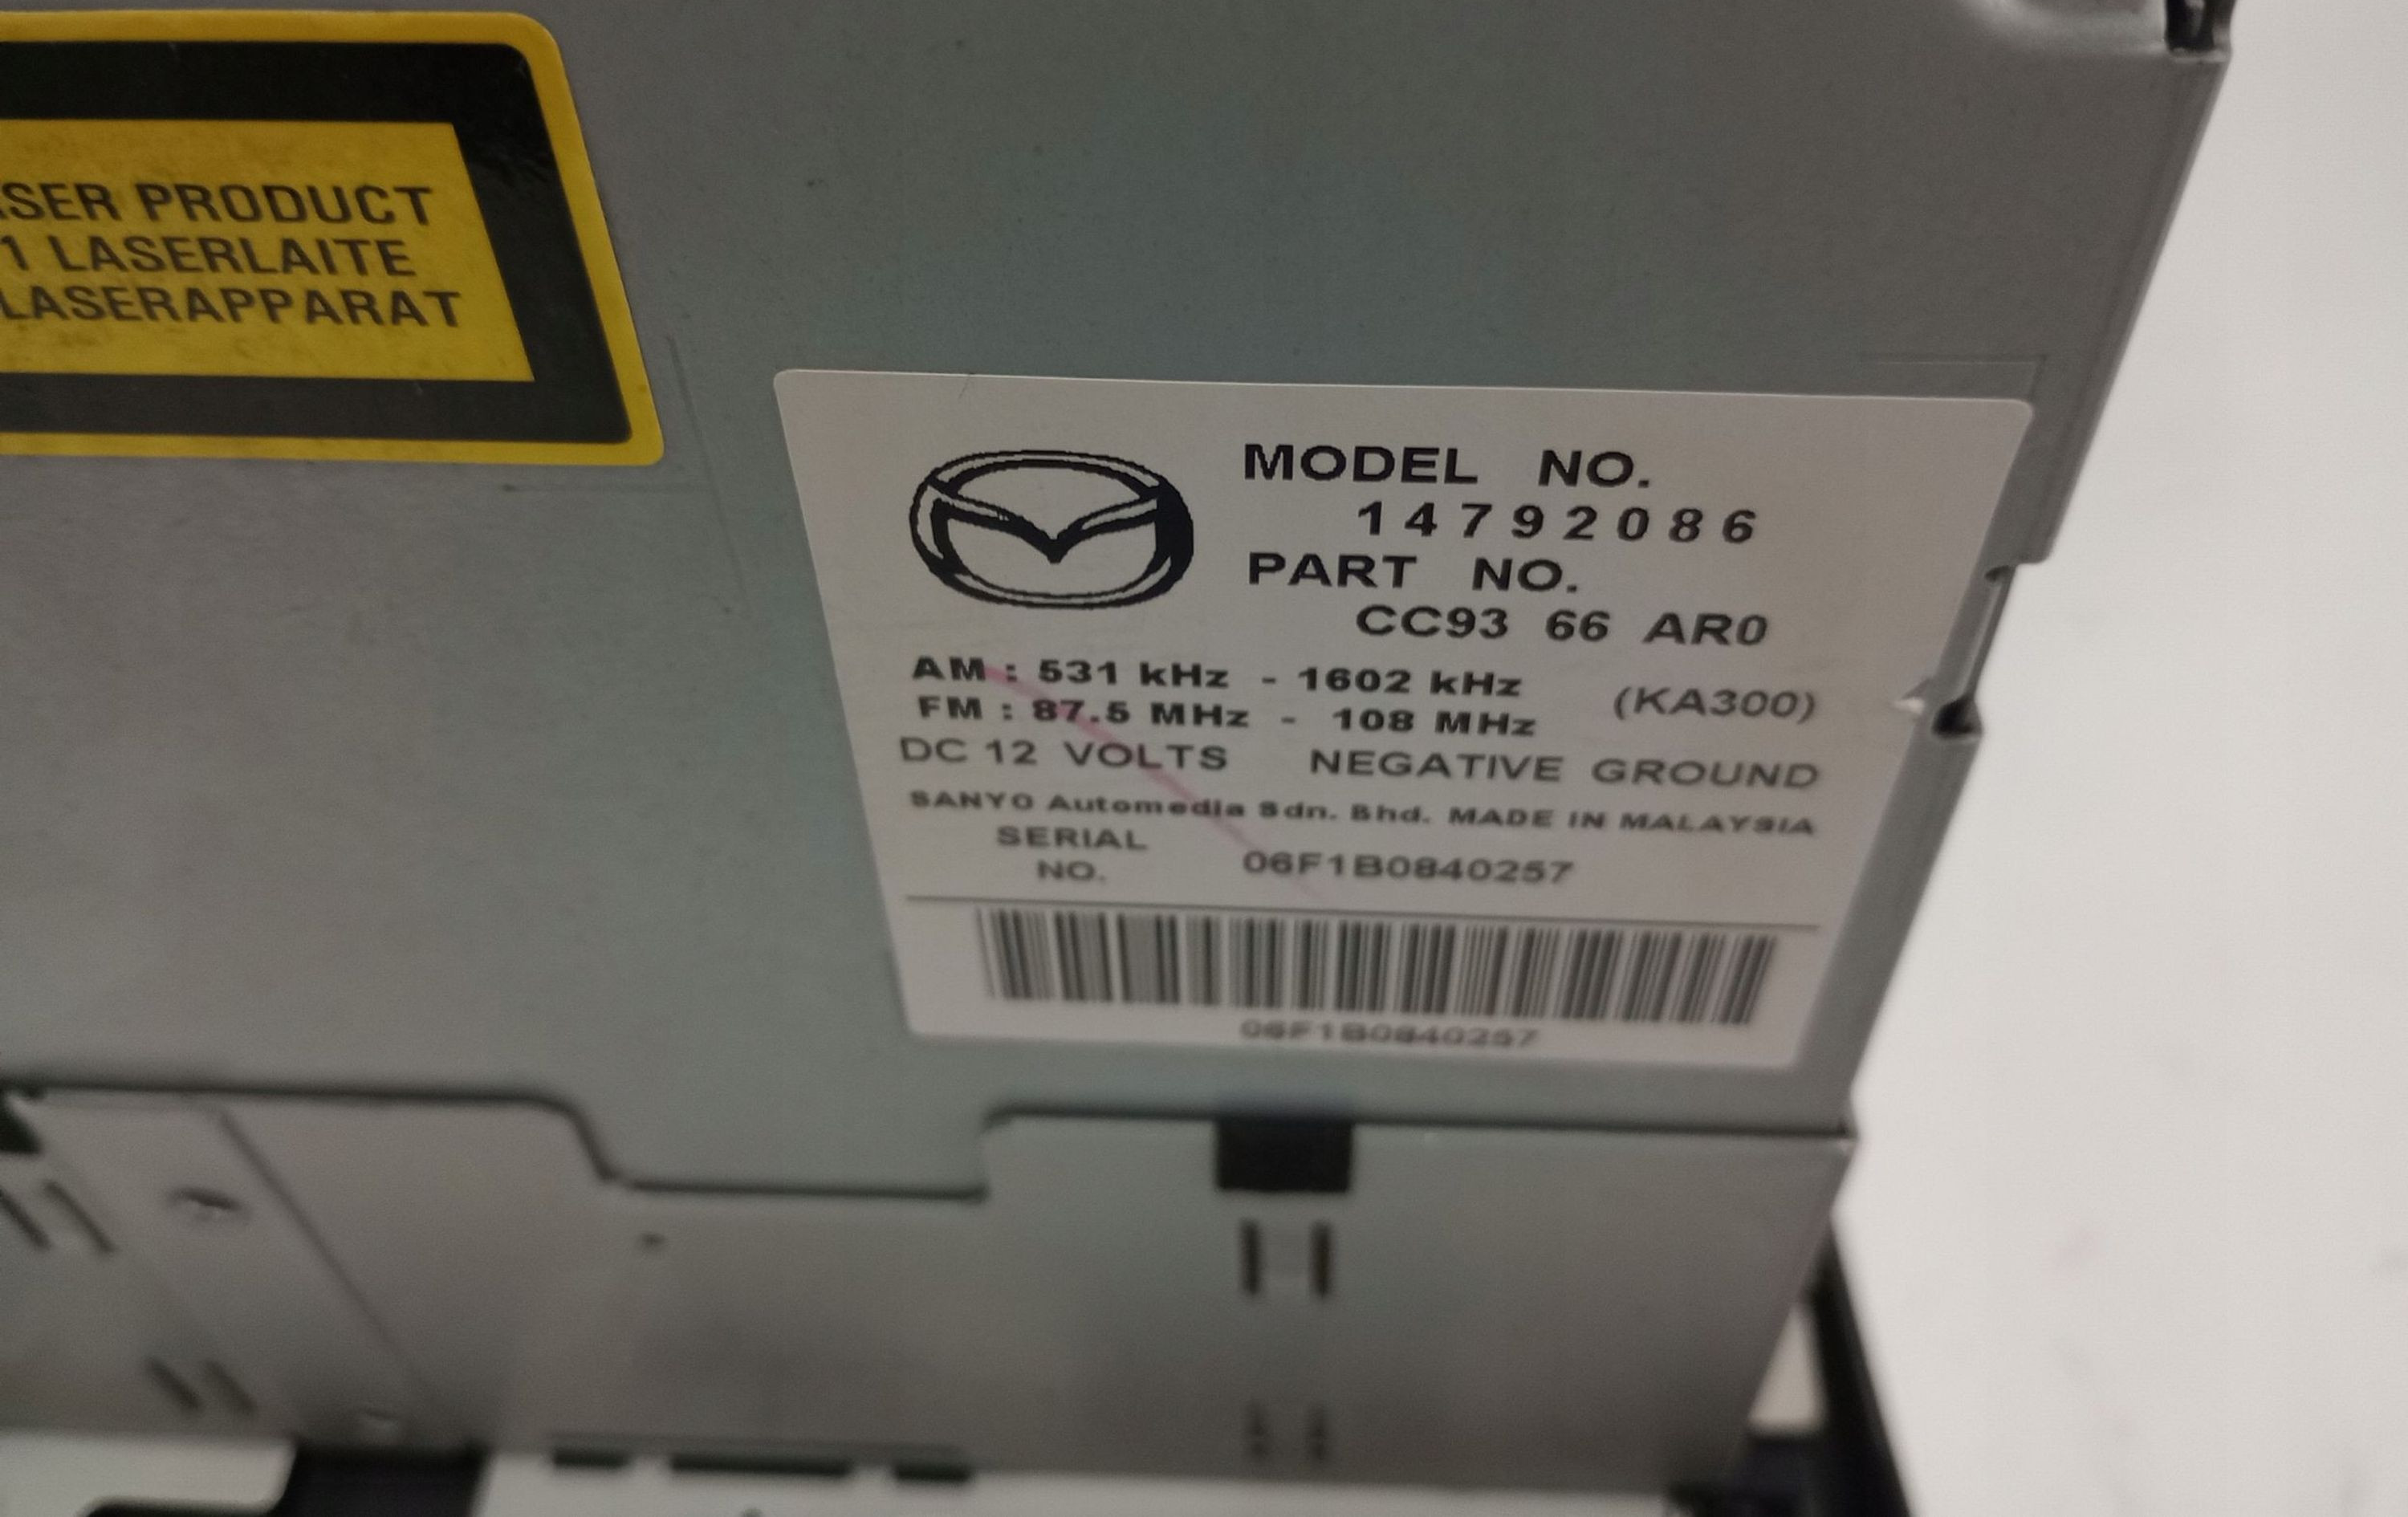 SER PRODUCT
1 LASERLAITE
LASERAPPARAT
MODEL NO.
14792086
PART NO.
CC93 66 AR0
AM : 531 kHz - 1602 kHz
(KA300)
FM : 87.5 MHz - 108 MHz
DC 12 VOLTS NEGATIVE GROUND
SANYO Automedia Sdn. Bhd. MADE IN MALAYSIA
SERIAL
NO. 06F1B0840257
06F1B0840257